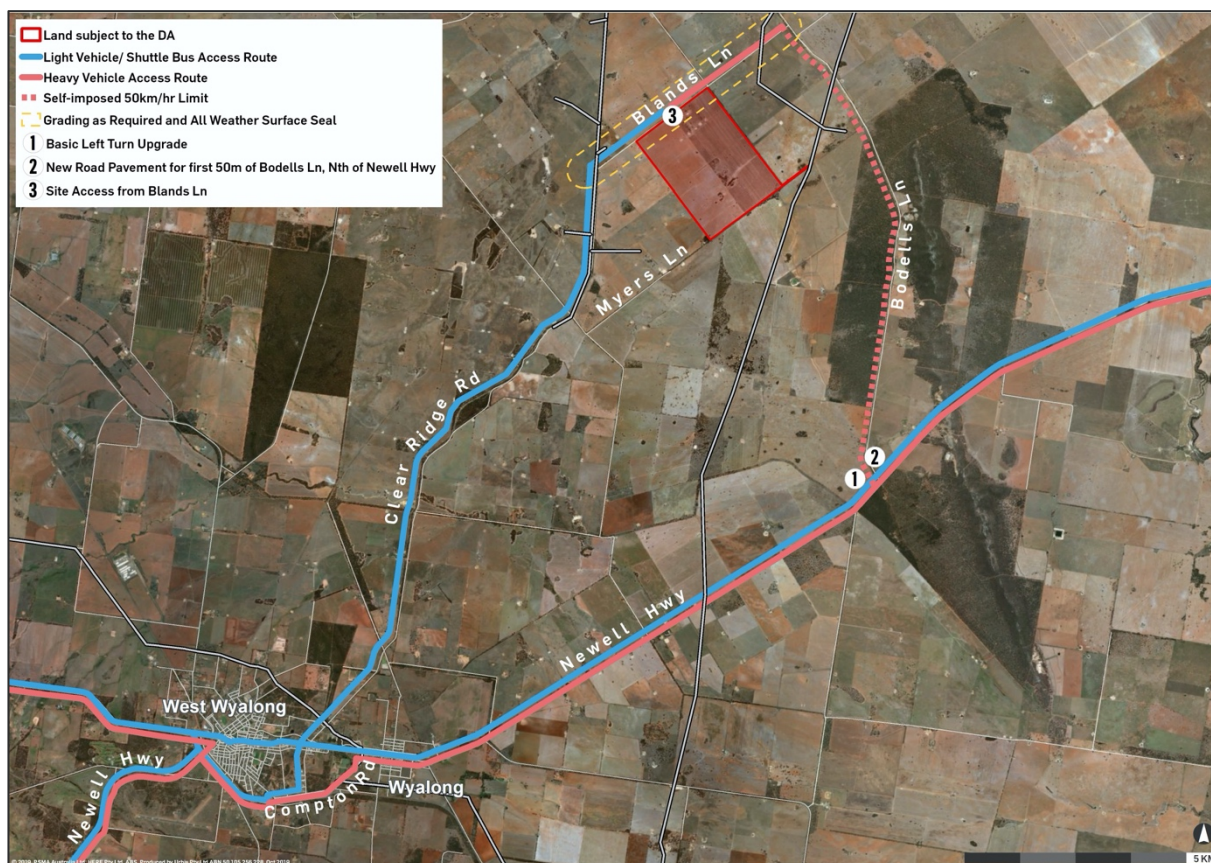 Land subject to the DA
Light Vehicle/ Shuttle Bus Access Route
Heavy Vehicle Access Route
Self-imposed 50km/hr Limit
Grading as Required and All Weather Surface Seal
1 Basic Left Turn Upgrade
2 New Road Pavement for first 50m of Bodells Ln, Nth of Newell Hwy
3 Site Access from Blands Ln
Blands Ln
3
Myers Ln
Bodells Ln
Clear Ridge Rd
2
1
Newell Hwy
West Wyalong
Newell Hwy
Compton Rd
Wyalong
5 K